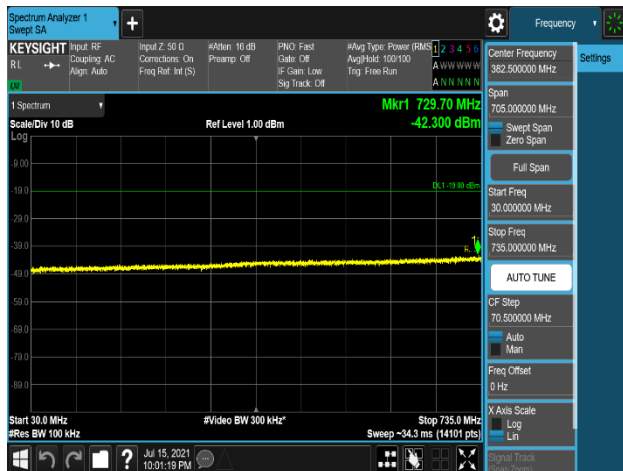 Spectrum Analyzer 1
Swept SA
+
Frequency
KEYSIGHT
RL
Input: RF
Coupling: AC
Align: Auto
Input Z: 50 Ω
Corrections: On
Freq Ref: Int (S)
#Atten: 16 dB
Preamp: Off
PNO: Fast
Gate: Off
IF Gain: Low
Sig Track: Off
#Avg Type: Power (RMS
Avg|Hold: 100/100
Trig: Free Run
1 2 3 4 5 6
A W W W W W
A N N N N N
1 Spectrum
Scale/Div 10 dB
Ref Level 1.00 dBm
Mkr1 729.70 MHz
-42.300 dBm
Log
-9.00
-19.0
DL1 -19.00 dBm
-29.0
-39.0
1
-49.0
-59.0
-69.0
-79.0
-89.0
Start 30.0 MHz
#Video BW 300 kHz*
Stop 735.0 MHz
#Res BW 100 kHz
Sweep ~34.3 ms (14101 pts)
?
Jul 15, 2021
10:01:19 PM
Center Frequency
382.500000 MHz
Settings
Span
705.000000 MHz
Swept Span
Zero Span
Full Span
Start Freq
30.000000 MHz
Stop Freq
735.000000 MHz
AUTO TUNE
CF Step
70.500000 MHz
Auto
Man
Freq Offset
0 Hz
X Axis Scale
Log
Lin
Signal Track
(Span Zoom)